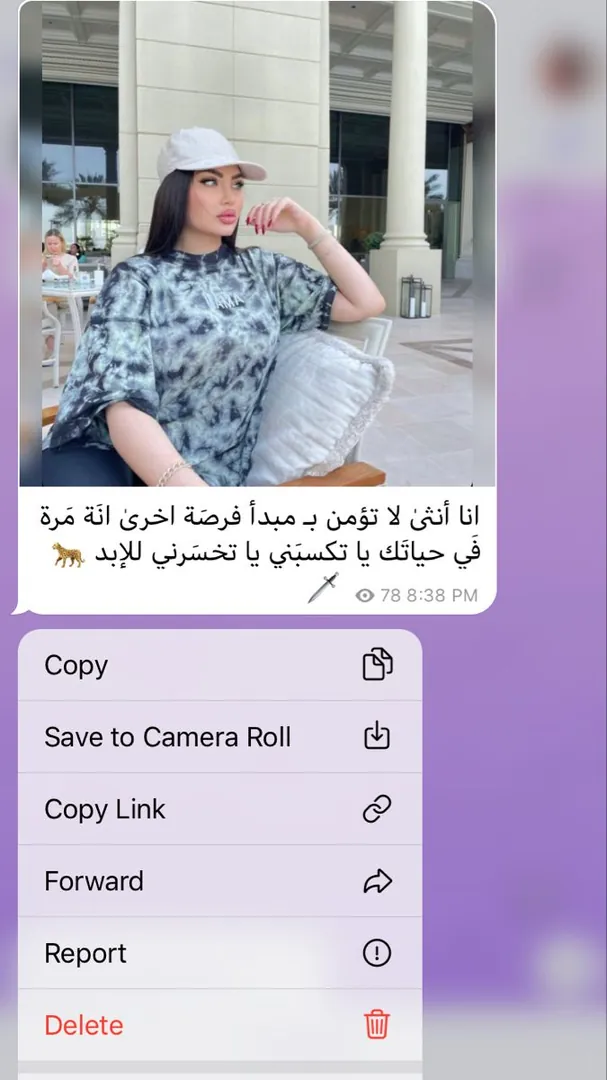 انا أنثىٰ لا تؤمن بـ مبدأ فرصَة اخرىٰ انَة مَرة
فَي حياتَك يا تكسبَني يا تخسَرني للإبد 🐆
🗡️
78 8:38 PM
Copy
Save to Camera Roll
Copy Link
Forward
Report
Delete